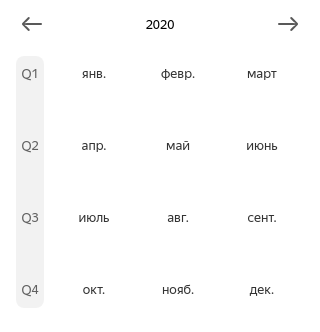 2020
Q1 янв. февр. март
Q2 апр. май июнь
Q3 июль авг. сент.
Q4 окт. нояб. дек.